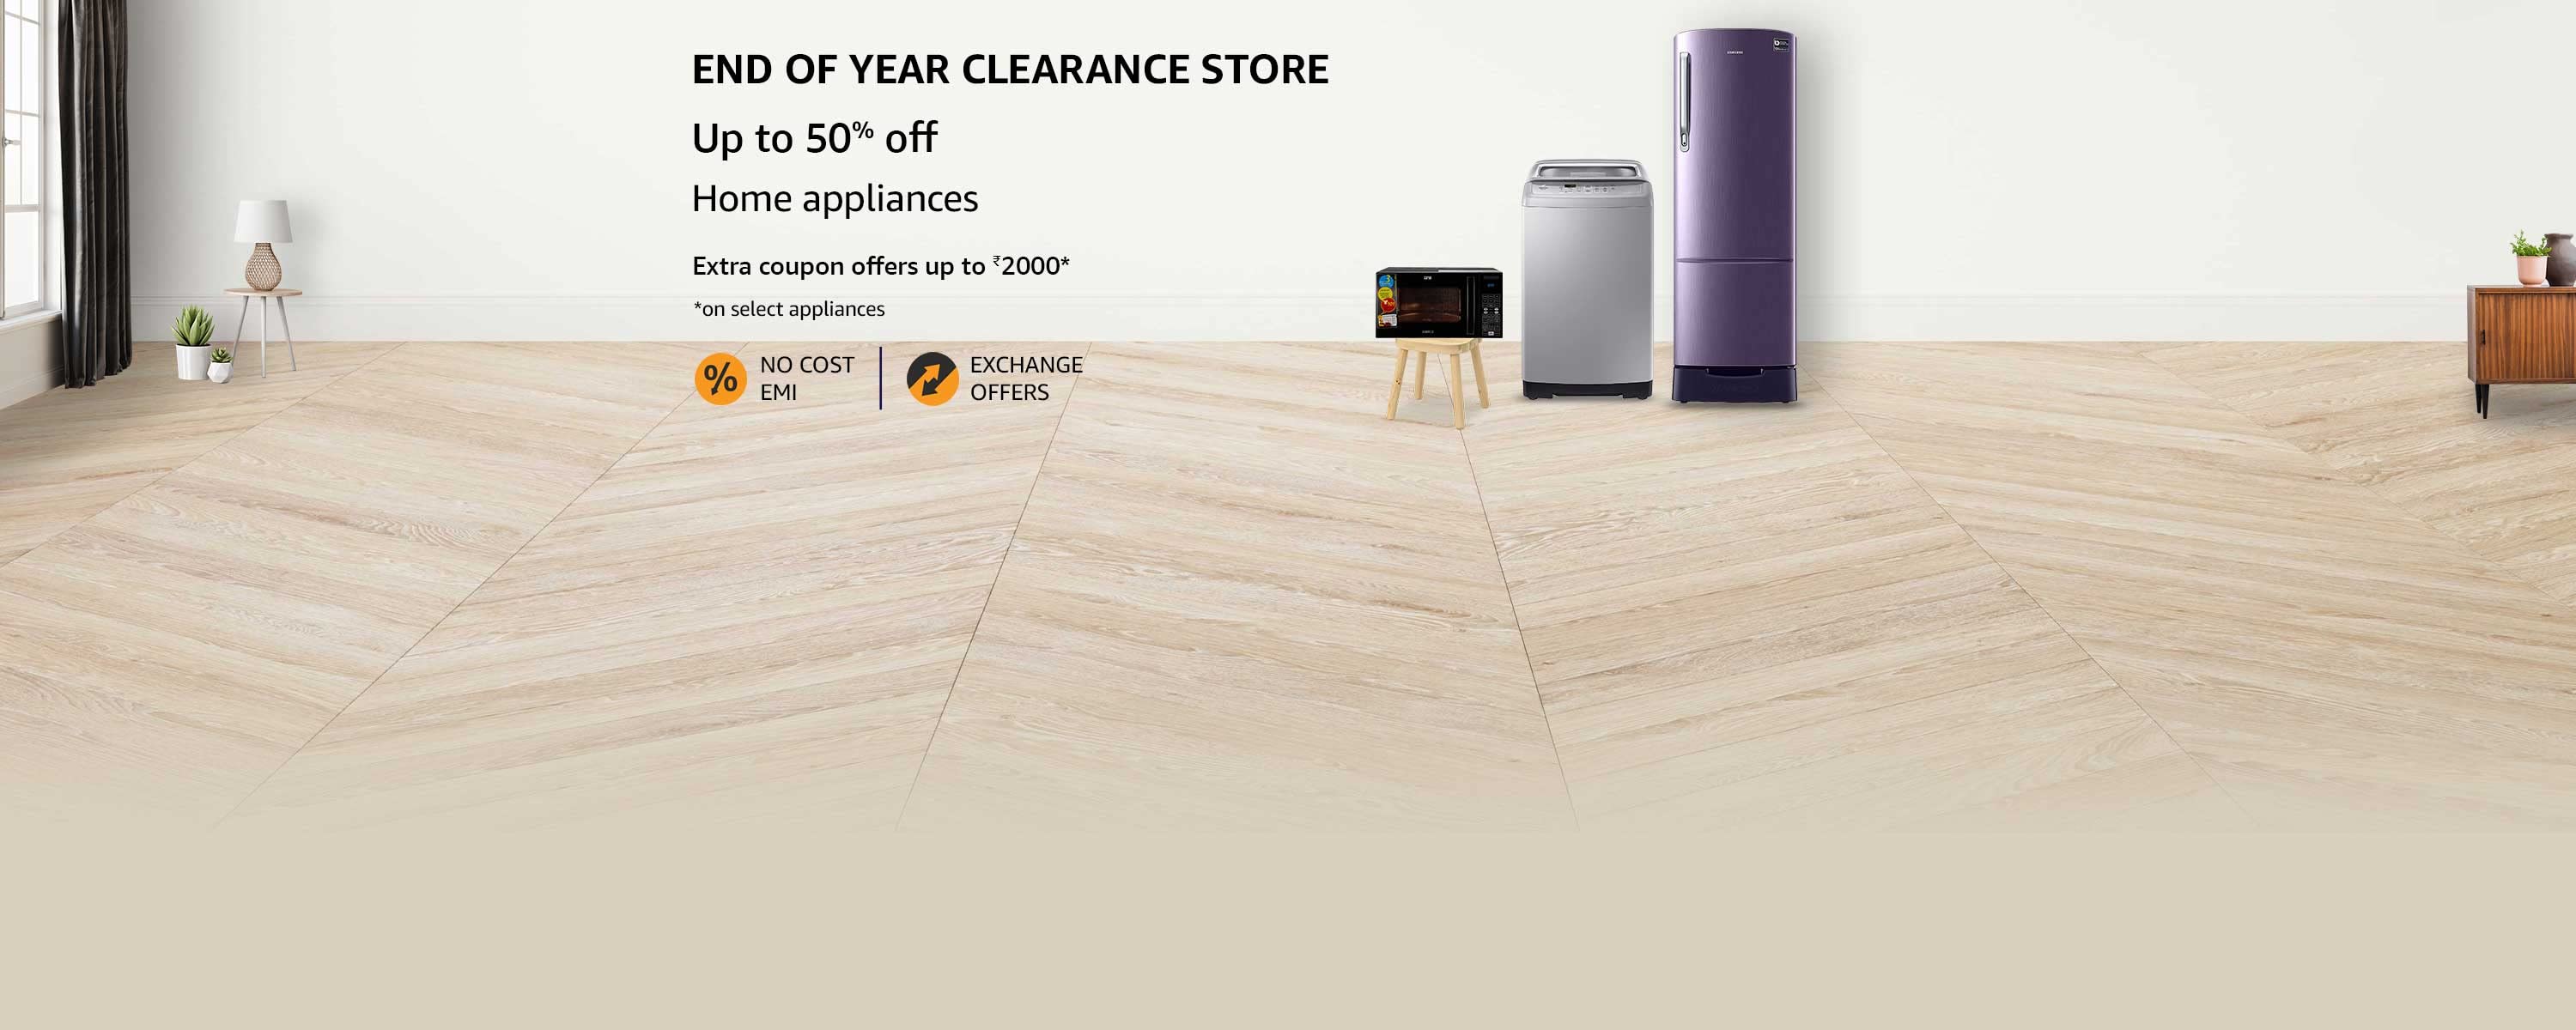 END OF YEAR CLEARANCE STORE
Up to 50% off
Home appliances
Extra coupon offers up to ₹2000*
*on select appliances
NO COST
EMI
EXCHANGE
OFFERS
SAMSUNG